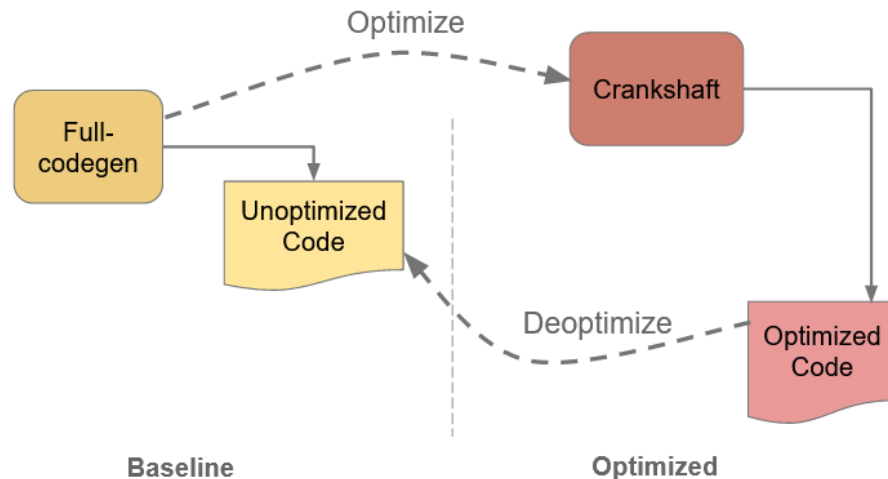 Optimize
Crankshaft
Full-
codegen
Unoptimized
Code
Deoptimize
Optimized
Code
Baseline
Optimized